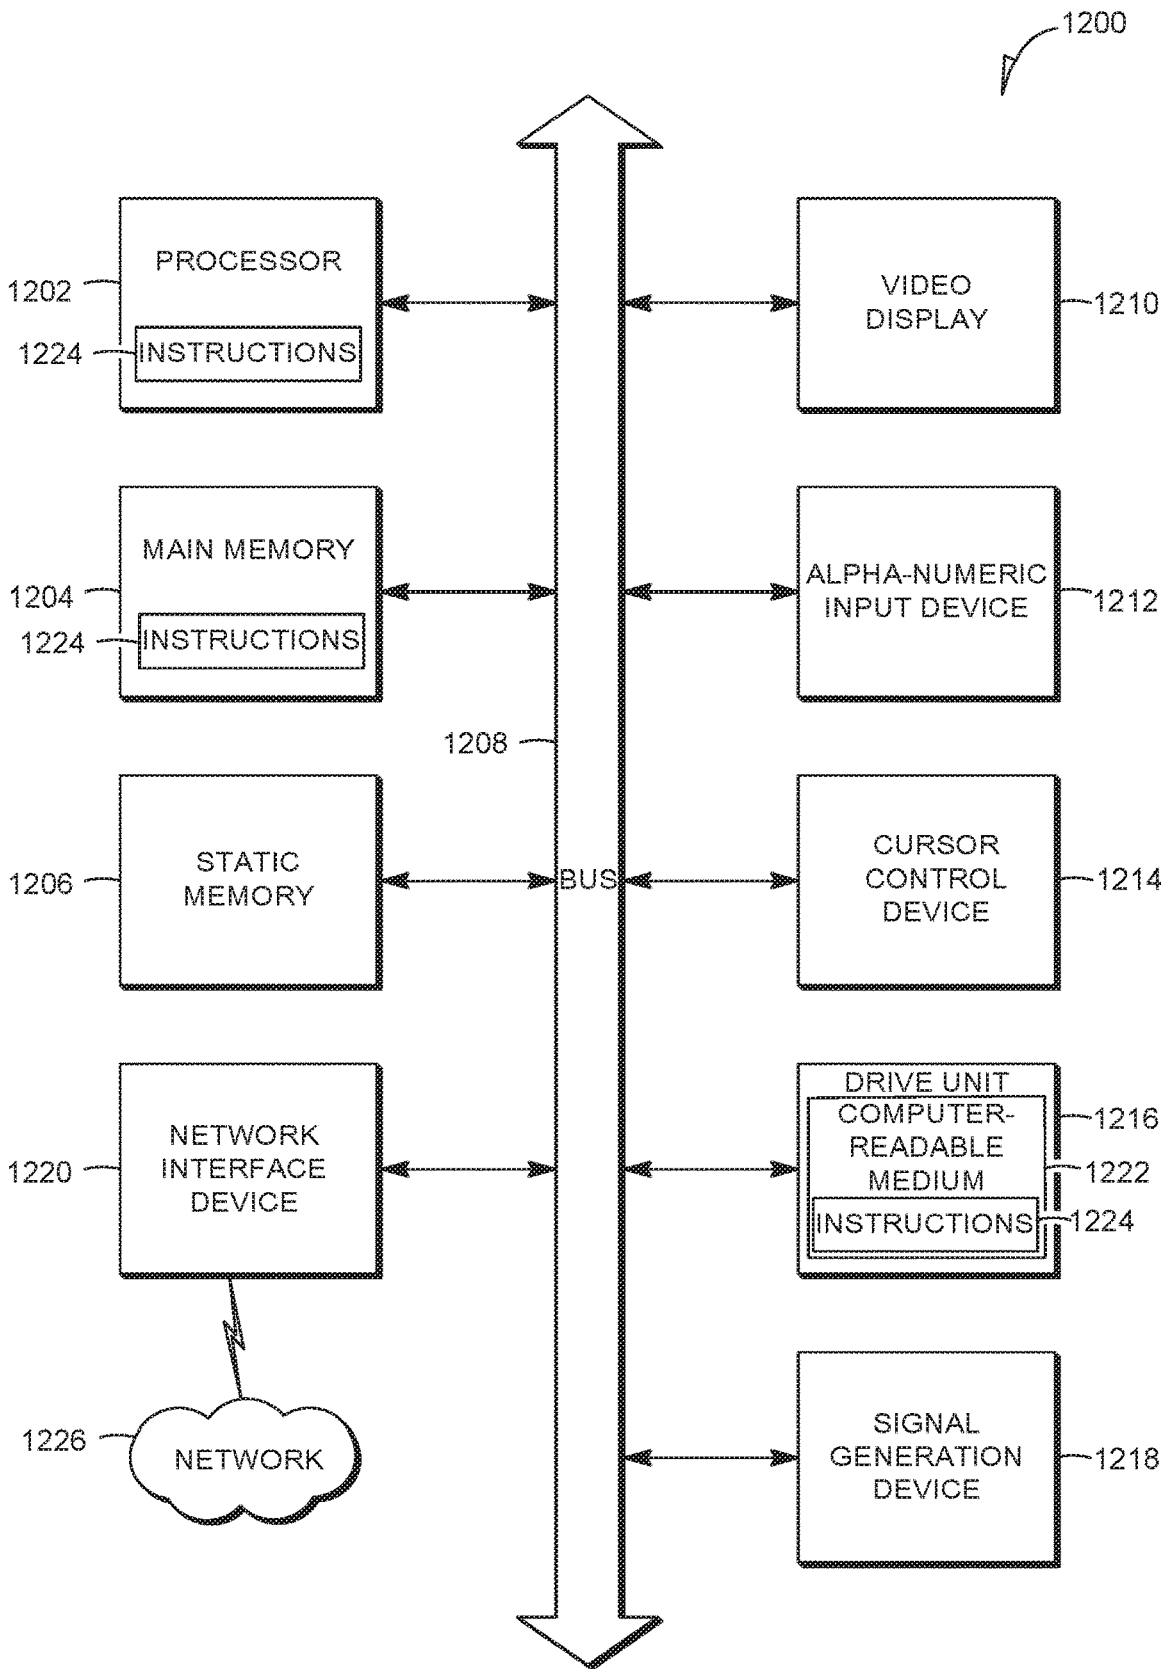 1200
PROCESSOR
1202
1224
INSTRUCTIONS
VIDEO
DISPLAY
1210
MAIN MEMORY
1204
1224
INSTRUCTIONS
ALPHA-NUMERIC
INPUT DEVICE
1212
1208
STATIC
MEMORY
1206
BUS
CURSOR
CONTROL
DEVICE
1214
NETWORK
INTERFACE
DEVICE
1220
DRIVE UNIT
COMPUTER-
READABLE
MEDIUM
INSTRUCTIONS
1216
1222
1224
1226
NETWORK
SIGNAL
GENERATION
DEVICE
1218